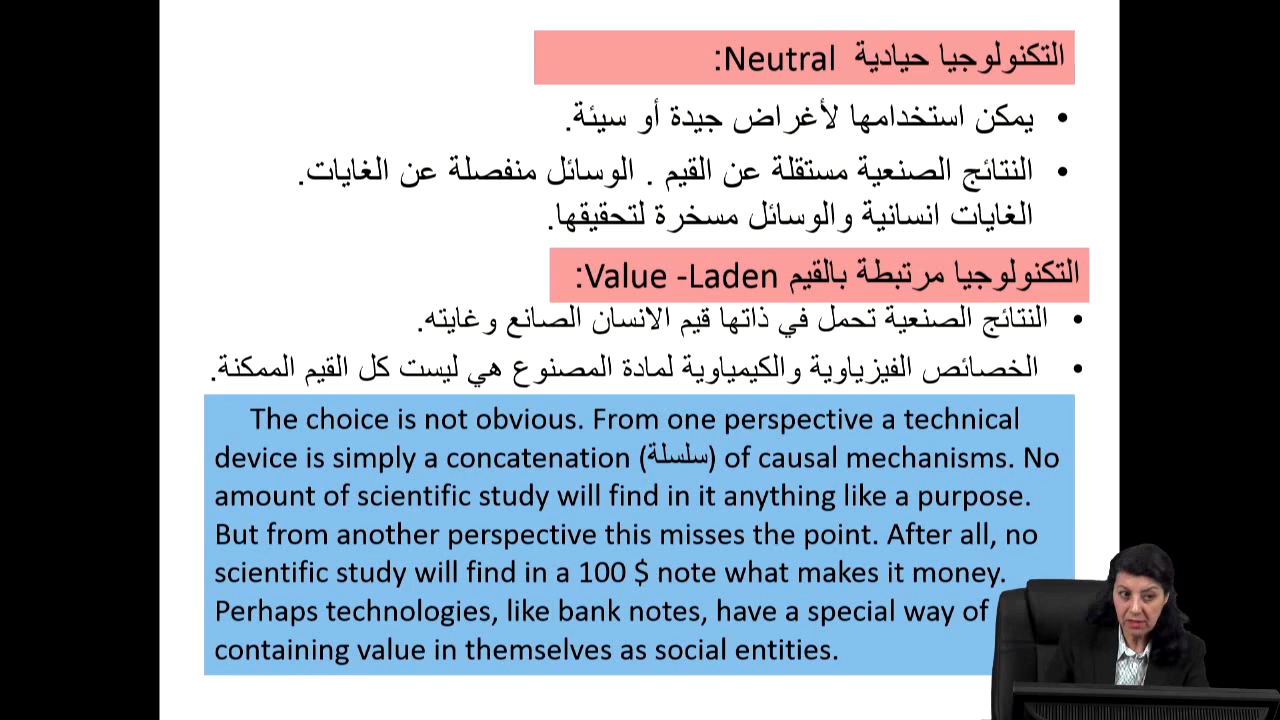 التكنولوجيا حيادية Neutral:
• يمكن استخدامها لأغراض جيدة أو سيئة.
• النتائج الصنعية مستقلة عن القيم . الوسائل منفصلة عن الغايات.
الغايات انسانية والوسائل مسخرة لتحقيقها.
التكنولوجيا مرتبطة بالقيم Value -Laden:
• النتائج الصنعية تحمل في ذاتها قيم الانسان الصانع وغايته.
• الخصائص الفيزياوية والكيمياوية لمادة المصنوع هي ليست كل القيم الممكنة.
The choice is not obvious. From one perspective a technical
device is simply a concatenation (سلسلة) of causal mechanisms. No
amount of scientific study will find in it anything like a purpose.
But from another perspective this misses the point. After all, no
scientific study will find in a 100 $ note what makes it money.
Perhaps technologies, like bank notes, have a special way of
containing value in themselves as social entities.